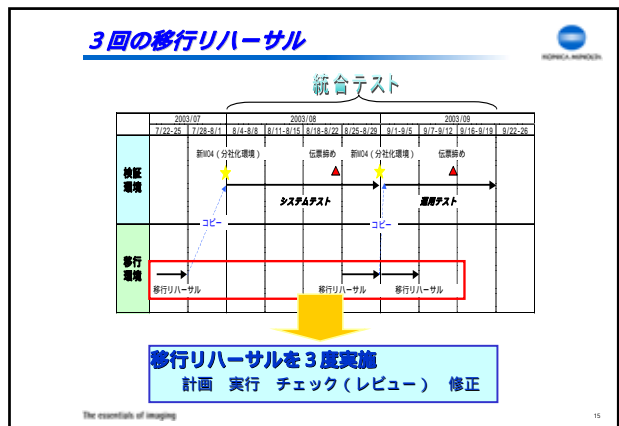 3回の移行リハーサル
KONICA MINOLTA
統合テスト
2003/07 2003/08 2003/09
7/22-25 7/28-8/1 8/4-8/8 8/11-8/15 8/18-8/22 8/25-8/29 9/1-9/5 9/7-9/12 9/16-9/19 9/22-26
新M04(分社化環境) 伝票締め 新M04(分社化環境) 伝票締め
検証
環境
システムテスト 運用テスト
コピー コピー
移行
環境
移行リハーサル 移行リハーサル 移行リハーサル
移行リハーサルを3度実施
計画 実行 チェック(レビュー) 修正
The essentials of imaging
15